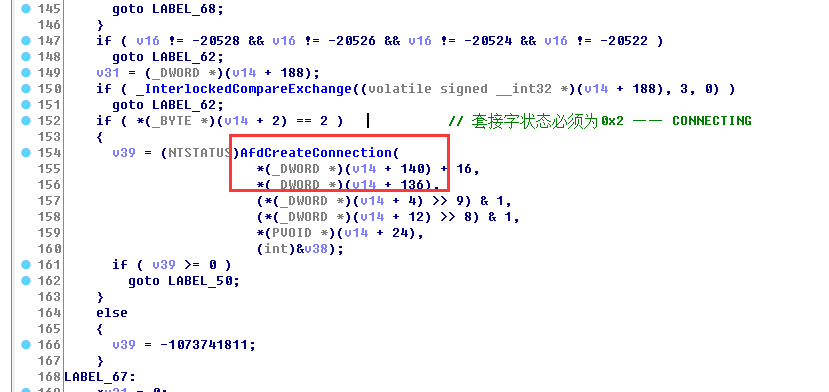 145 goto LABEL_68;
146 }
147 if ( v16 != -20528 && v16 != -20526 && v16 != -20524 && v16 != -20522 )
148 goto LABEL_62;
149 v31 = (_DWORD *)(v14 + 188);
150 if ( _InterlockedCompareExchange((volatile signed __int32 *)(v14 + 188), 3, 0) )
151 goto LABEL_62;
152 if ( *(_BYTE *)(v14 + 2) == 2 ) // 套接字状态必须为0x2 —— CONNECTING
153 {
154 v39 = (NTSTATUS)AfdCreateConnection(
155 *(_DWORD *)(v14 + 140) + 16,
156 *(_DWORD *)(v14 + 136),
157 (*(_DWORD *)(v14 + 4) >> 9) & 1,
158 (*(_DWORD *)(v14 + 12) >> 8) & 1,
159 *(PVOID *)(v14 + 24),
160 (int)&v38);
161 if ( v39 >= 0 )
162 goto LABEL_50;
163 }
164 else
165 {
166 v39 = -1073741811;
167 }
168 LABEL_67: